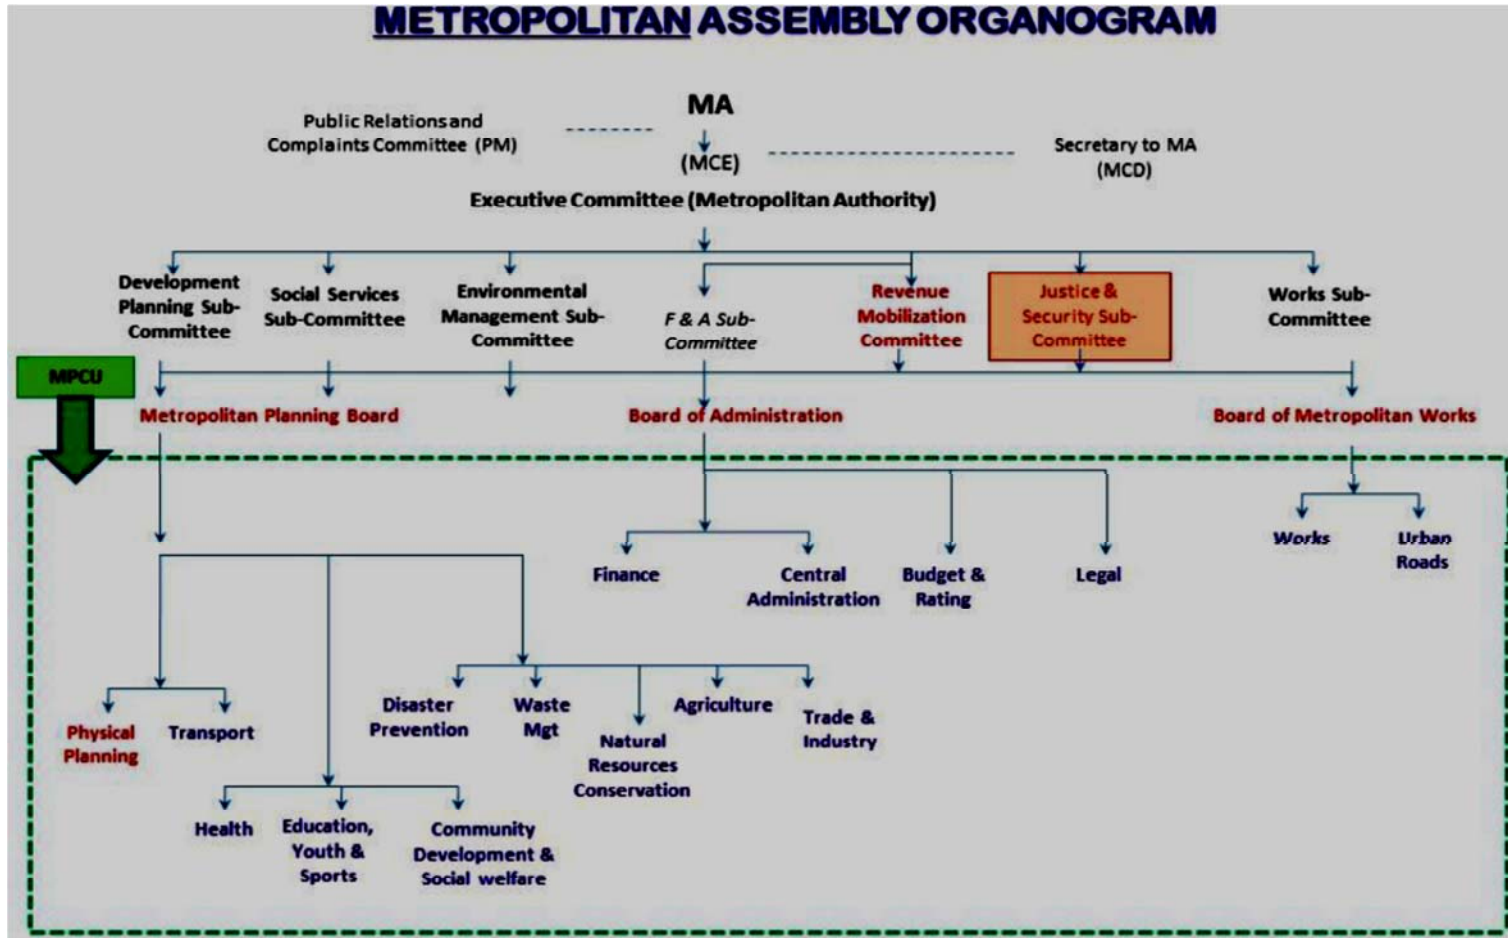 METROPOLITAN ASSEMBLY ORGANOGRAM
MA
Public Relations and
Complaints Committee (PM)
(MCE)
Secretary to MA
(MCD)
Executive Committee (Metropolitan Authority)
Development
Planning Sub-
Committee
Social Services
Sub-Committee
Environmental
Management Sub-
Committee
F & A Sub-
Committee
Revenue
Mobilization
Committee
Justice &
Security Sub-
Committee
Works Sub-
Committee
MPCU
Metropolitan Planning Board
Board of Administration
Board of Metropolitan Works
Finance
Central
Administration
Budget &
Rating
Legal
Works
Urban
Roads
Physical
Planning
Transport
Disaster
Prevention
Waste
Mgt
Natural
Resources
Conservation
Agriculture
Trade &
Industry
Health
Education,
Youth &
Sports
Community
Development &
Social welfare